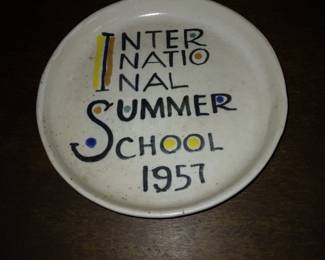 INTER
NATIO
NAL
SUMMER
SCHOOL
1957